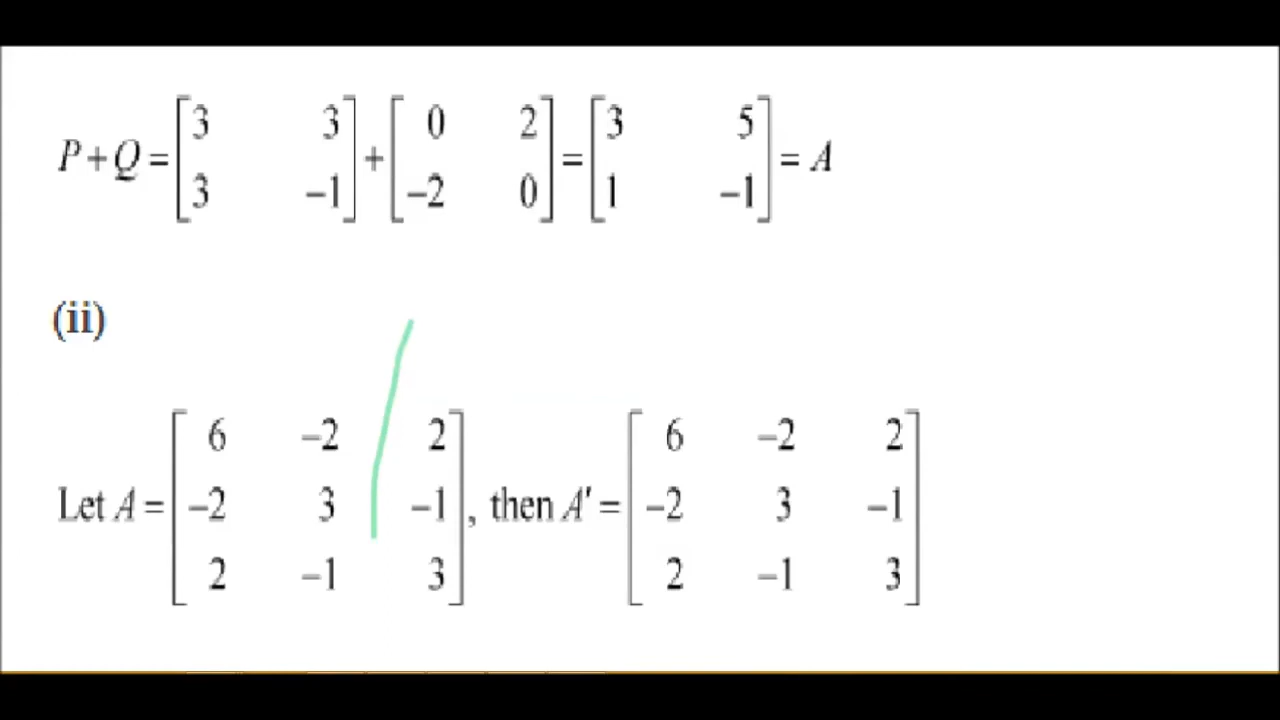 P + Q = [3 3; 3 −1] + [0 2; −2 0] = [3 5; 1 −1] = A
(ii)
Let A = [6 −2 2; −2 3 −1; 2 −1 3], then A′ = [6 −2 2; −2 3 −1; 2 −1 3]